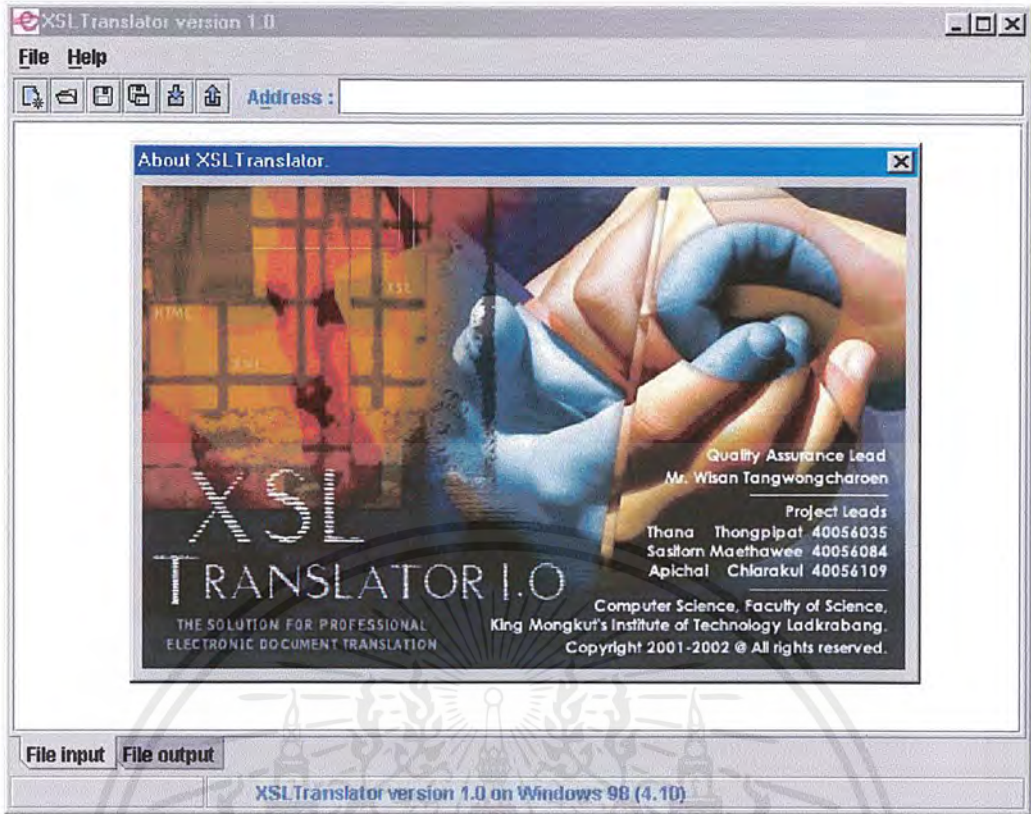 XSLTranslator version 1.0
File Help
Address :
About XSLTranslator.
HTML
XSL
XML
Quality Assurance Lead
Mr. Wisan Tangwongcharoen
Project Leads
Thana Thongpipat 40056035
Sasitorn Maethawee 40056084
Apichai Chiarakul 40056109
XSL
TRANSLATOR 1.0
THE SOLUTION FOR PROFESSIONAL
ELECTRONIC DOCUMENT TRANSLATION
Computer Science, Faculty of Science,
King Mongkut's Institute of Technology Ladkrabang.
Copyright 2001-2002 @ All rights reserved.
File input File output
XSLTranslator version 1.0 on Windows 98 (4.10)